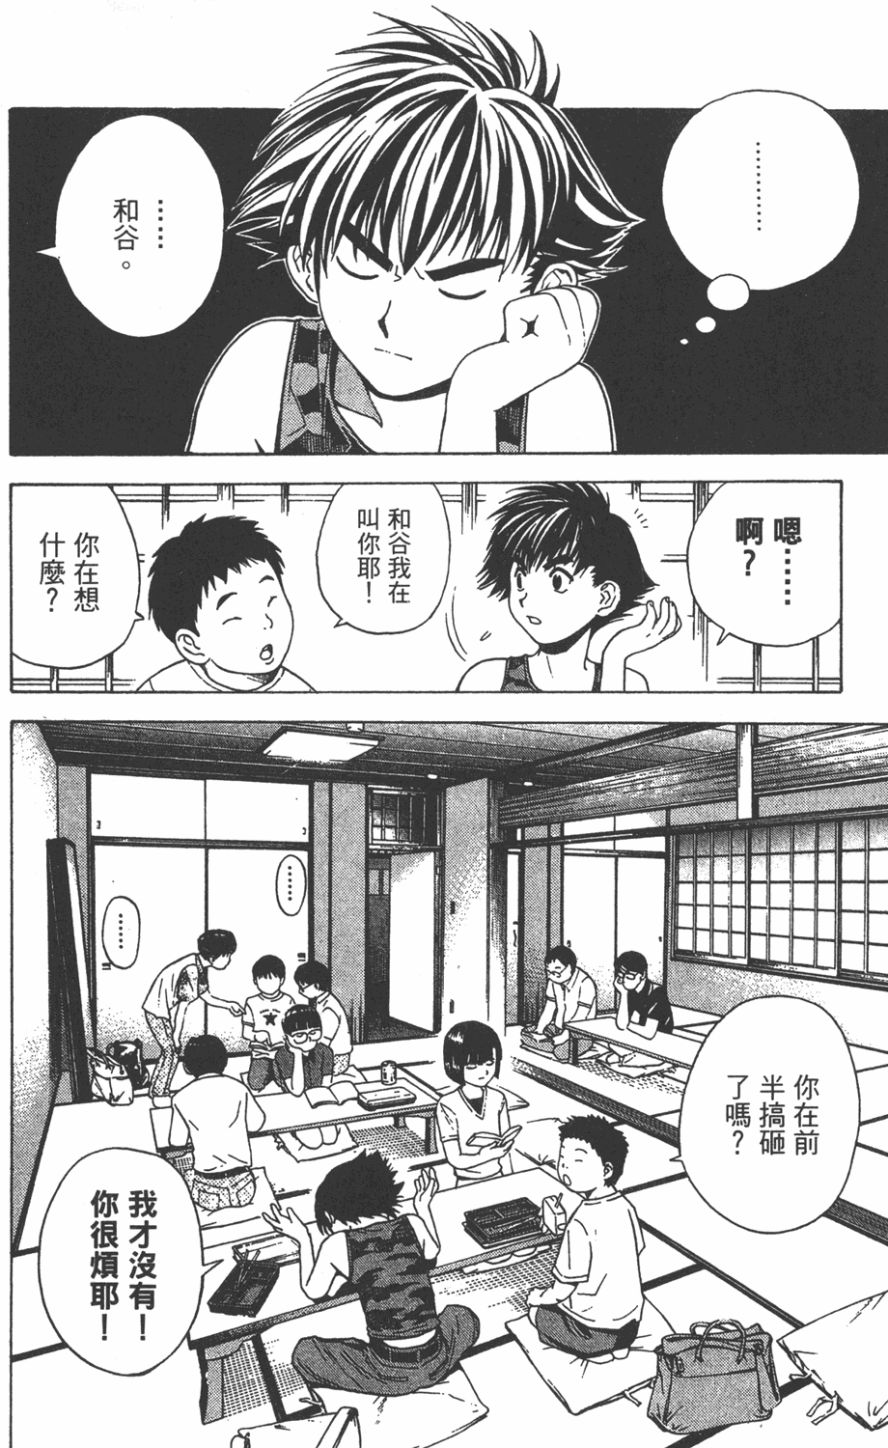 …………
……
和谷。
嗯……
啊？
和谷我在
叫你耶！
你在想
什麼？
……
……
你在前
半搞砸
了嗎？
我才沒有！
你很煩耶！